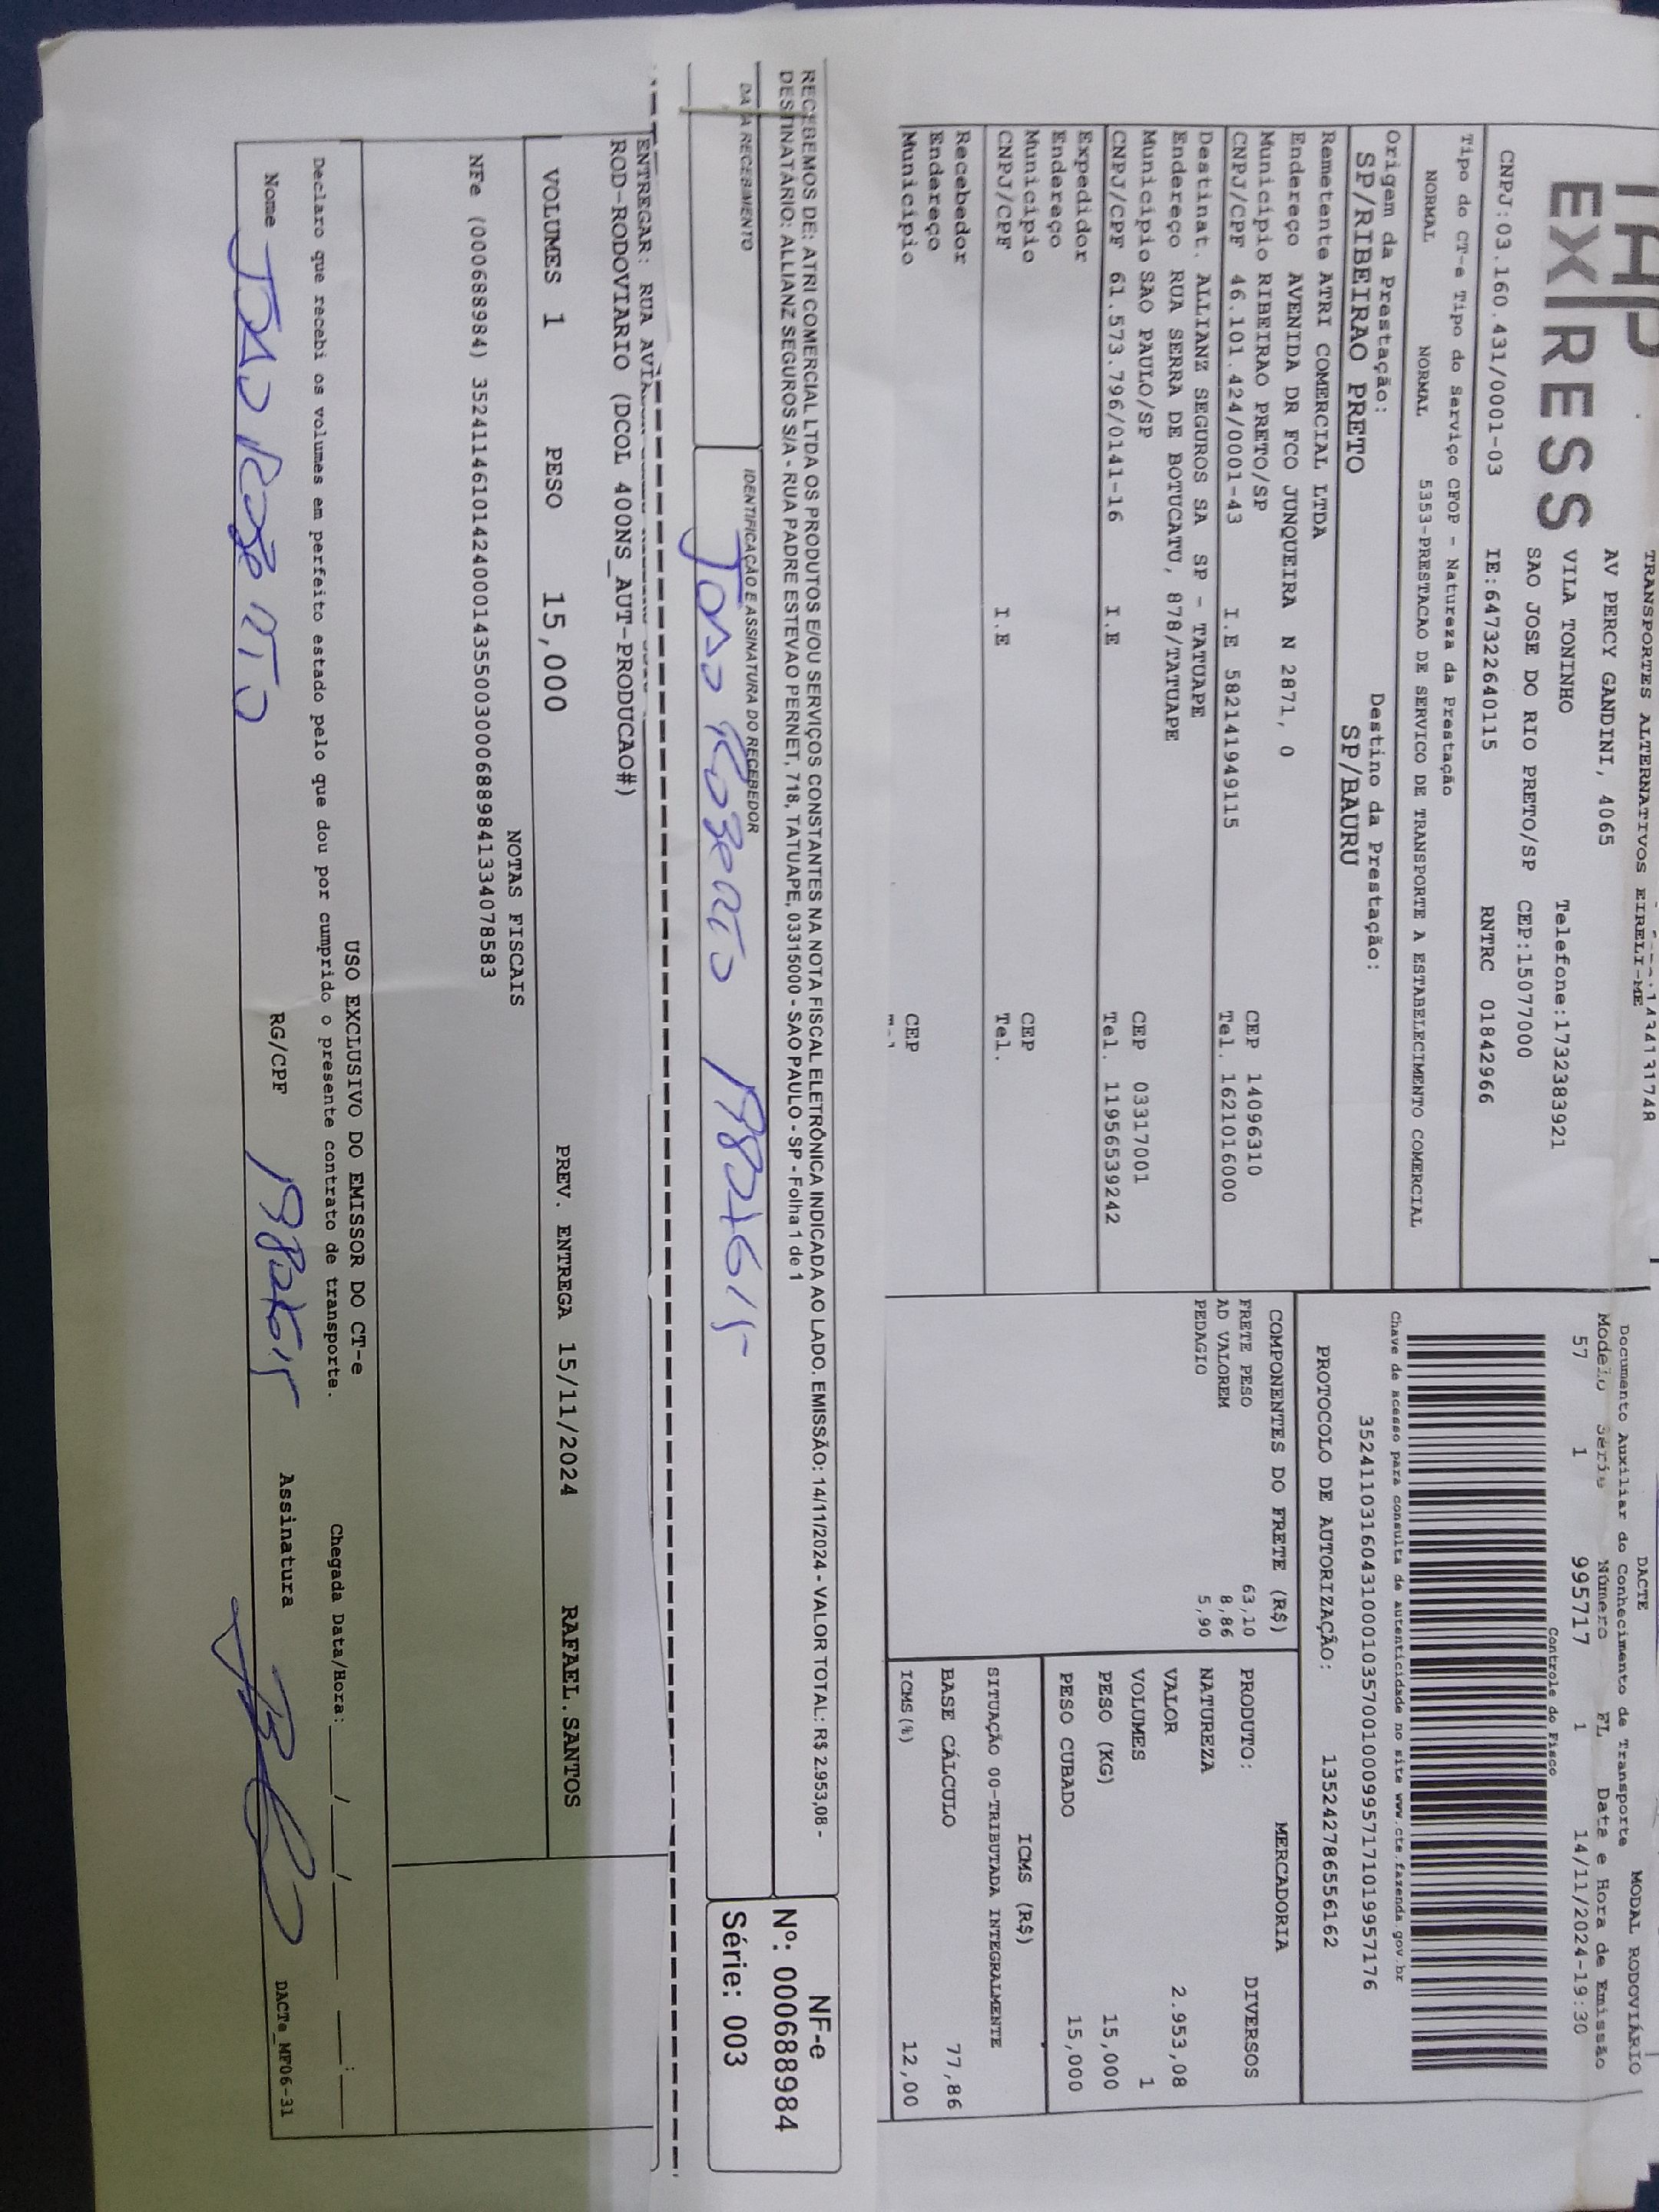 TAP
EXPRESS
TRANSPORTES ALTERNATIVOS EIRELI-ME
AV PERCY GANDINI, 4065
VILA TONINHO Telefone:1732383921
SAO JOSE DO RIO PRETO/SP CEP:15077000
CNPJ:03.160.431/0001-03 IE:647322640115 RNTRC 01842966
Tipo do CT-e Tipo do Serviço CFOP - Natureza da Prestação
NORMAL NORMAL 5353-PRESTACAO DE SERVICO DE TRANSPORTE A ESTABELECIMENTO COMERCIAL
Origem da Prestação: Destino da Prestação:
SP/RIBEIRAO PRETO SP/BAURU
Remetente ATRI COMERCIAL LTDA
Endereço AVENIDA DR FCO JUNQUEIRA N 2871, 0
Município RIBEIRAO PRETO/SP CEP 14096310
CNPJ/CPF 46.101.424/0001-43 I.E 582141949115 Tel. 1621016000
Destinat. ALLIANZ SEGUROS SA SP - TATUAPE
Endereço RUA SERRA DE BOTUCATU, 878/TATUAPE
Município SAO PAULO/SP CEP 03317001
CNPJ/CPF 61.573.796/0141-16 I.E Tel. 11956539242
Expedidor
Endereço
Município CEP
CNPJ/CPF I.E Tel.
Recebedor
Endereço
Município CEP
DACTE MODAL RODOVIÁRIO
Documento Auxiliar do Conhecimento de Transporte
Modelo Série Número FL Data e Hora de Emissão
57 1 995717 1 14/11/2024-19:30
Controle do Fisco
Chave de acesso para consulta de autenticidade no site www.cte.fazenda.gov.br
35241103160431000103570010009957171019957176
PROTOCOLO DE AUTORIZAÇÃO: 135242786556162
COMPONENTES DO FRETE (R$)
FRETE PESO 63,10
AD VALOREM 8,86
PEDAGIO 5,90
MERCADORIA
PRODUTO: DIVERSOS
NATUREZA
VALOR 2.953,08
VOLUMES 1
PESO (KG) 15,000
PESO CUBADO 15,000
ICMS (R$)
SITUAÇÃO 00-TRIBUTADA INTEGRALMENTE
BASE CÁLCULO 77,86
ICMS(%) 12,00
RECEBEMOS DE: ATRI COMERCIAL LTDA OS PRODUTOS E/OU SERVIÇOS CONSTANTES NA NOTA FISCAL ELETRÔNICA INDICADA AO LADO. EMISSÃO: 14/11/2024 - VALOR TOTAL: R$ 2.953,08 -
DESTINATÁRIO: ALLIANZ SEGUROS S/A - RUA PADRE ESTEVAO PERNET, 718, TATUAPE, 03315000 - SAO PAULO - SP - Folha 1 de 1
DATA RECEBIMENTO IDENTIFICAÇÃO E ASSINATURA DO RECEBEDOR
João Roberto
NF-e
Nº: 000688984
Série: 003
ENTREGAR: RUA
ROD-RODOVIARIO (DCOL 400NS_AUT-PRODUCAO#)
VOLUMES 1 PESO 15,000 PREV. ENTREGA 15/11/2024 RAFAEL.SANTOS
NOTAS FISCAIS
NFe (000688984) 35241146101424000143550030006889841334078583
USO EXCLUSIVO DO EMISSOR DO CT-e
Declaro que recebi os volumes em perfeito estado pelo que dou por cumprido o presente contrato de transporte. Chegada Data/Hora:____/____/____ ____:____
Nome João Roberto RG/CPF Assinatura
DACTe_MF06-31